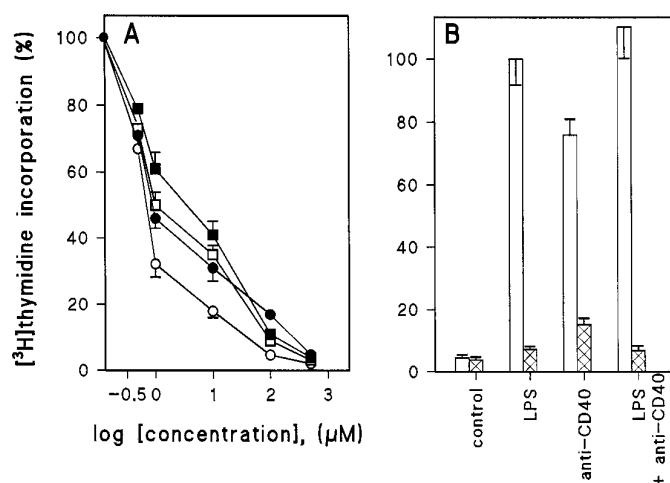 A
[³H]thymidine incorporation (%)
100
80
60
40
20
0
−0.5 0 1 2 3
log [concentration], (µM)
B
100
80
60
40
20
0
control
LPS
anti-CD40
LPS
+ anti-CD40